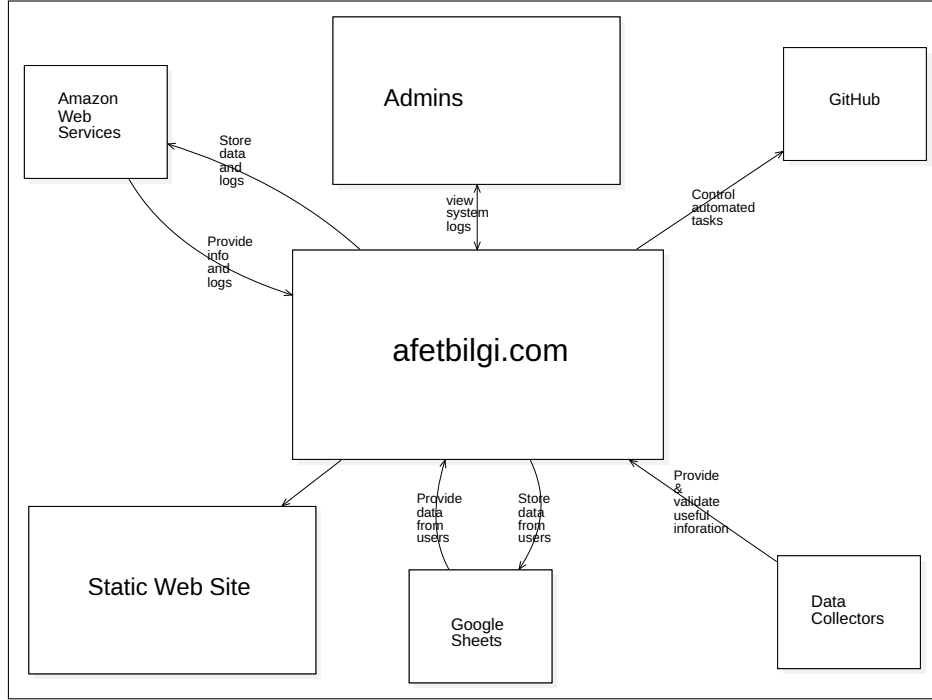 Amazon
Web
Services
Admins
GitHub
Store
data
and
logs
view
system
logs
Control
automated
tasks
Provide
info
and
logs
afetbilgi.com
Provide
data
from
users
Store
data
from
users
Provide
&
validate
useful
inforation
Static Web Site
Google
Sheets
Data
Collectors